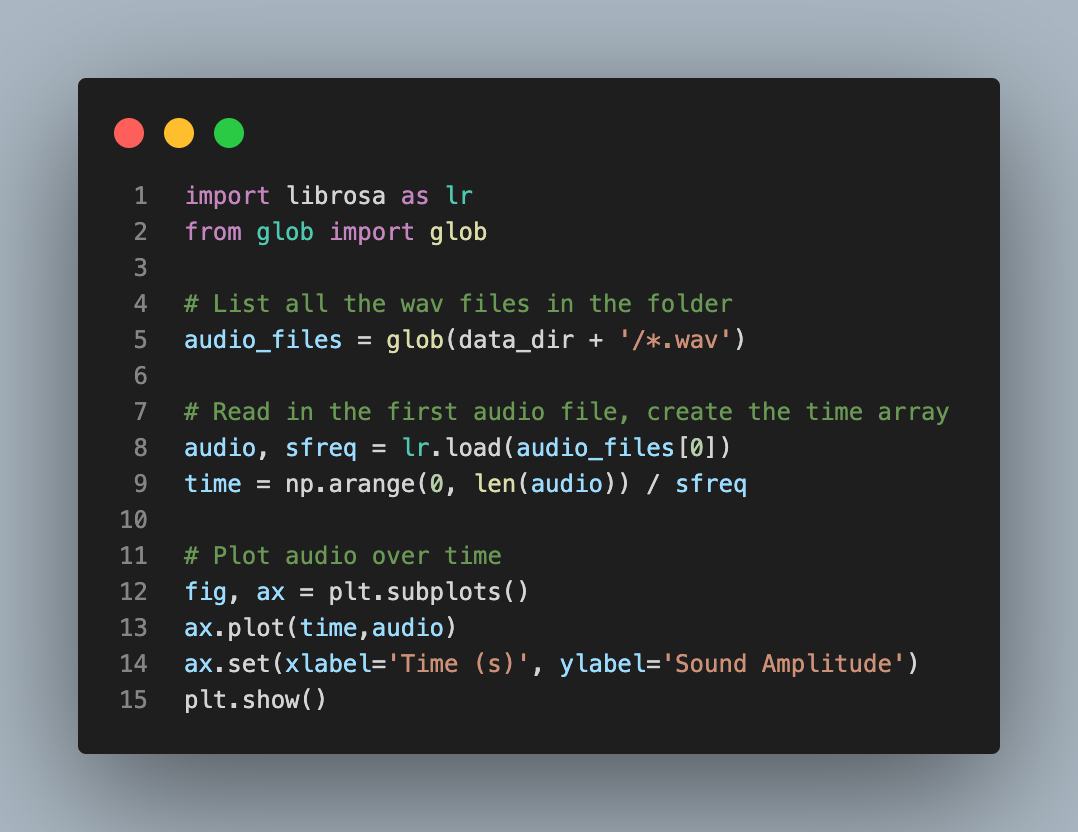 1 import librosa as lr
2 from glob import glob
3
4 # List all the wav files in the folder
5 audio_files = glob(data_dir + '/*.wav')
6
7 # Read in the first audio file, create the time array
8 audio, sfreq = lr.load(audio_files[0])
9 time = np.arange(0, len(audio)) / sfreq
10
11 # Plot audio over time
12 fig, ax = plt.subplots()
13 ax.plot(time,audio)
14 ax.set(xlabel='Time (s)', ylabel='Sound Amplitude')
15 plt.show()